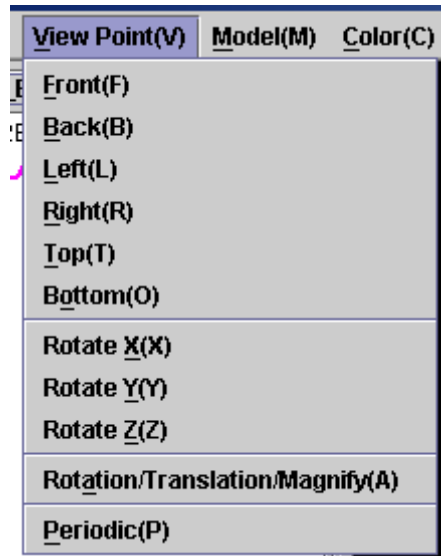 View Point(V) Model(M) Color(C)
Front(F)
Back(B)
Left(L)
Right(R)
Top(T)
Bottom(O)
Rotate X(X)
Rotate Y(Y)
Rotate Z(Z)
Rotation/Translation/Magnify(A)
Periodic(P)